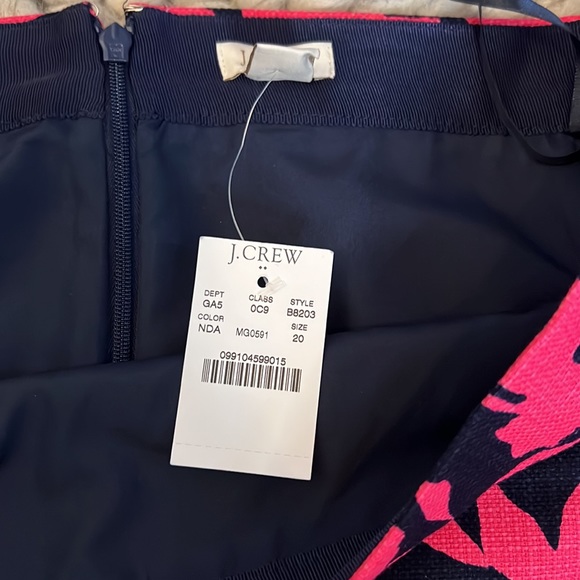 J.
J.CREW
DEPT CLASS STYLE
GA5 0C9 B8203
COLOR SIZE
NDA MG0591 20
099104599015